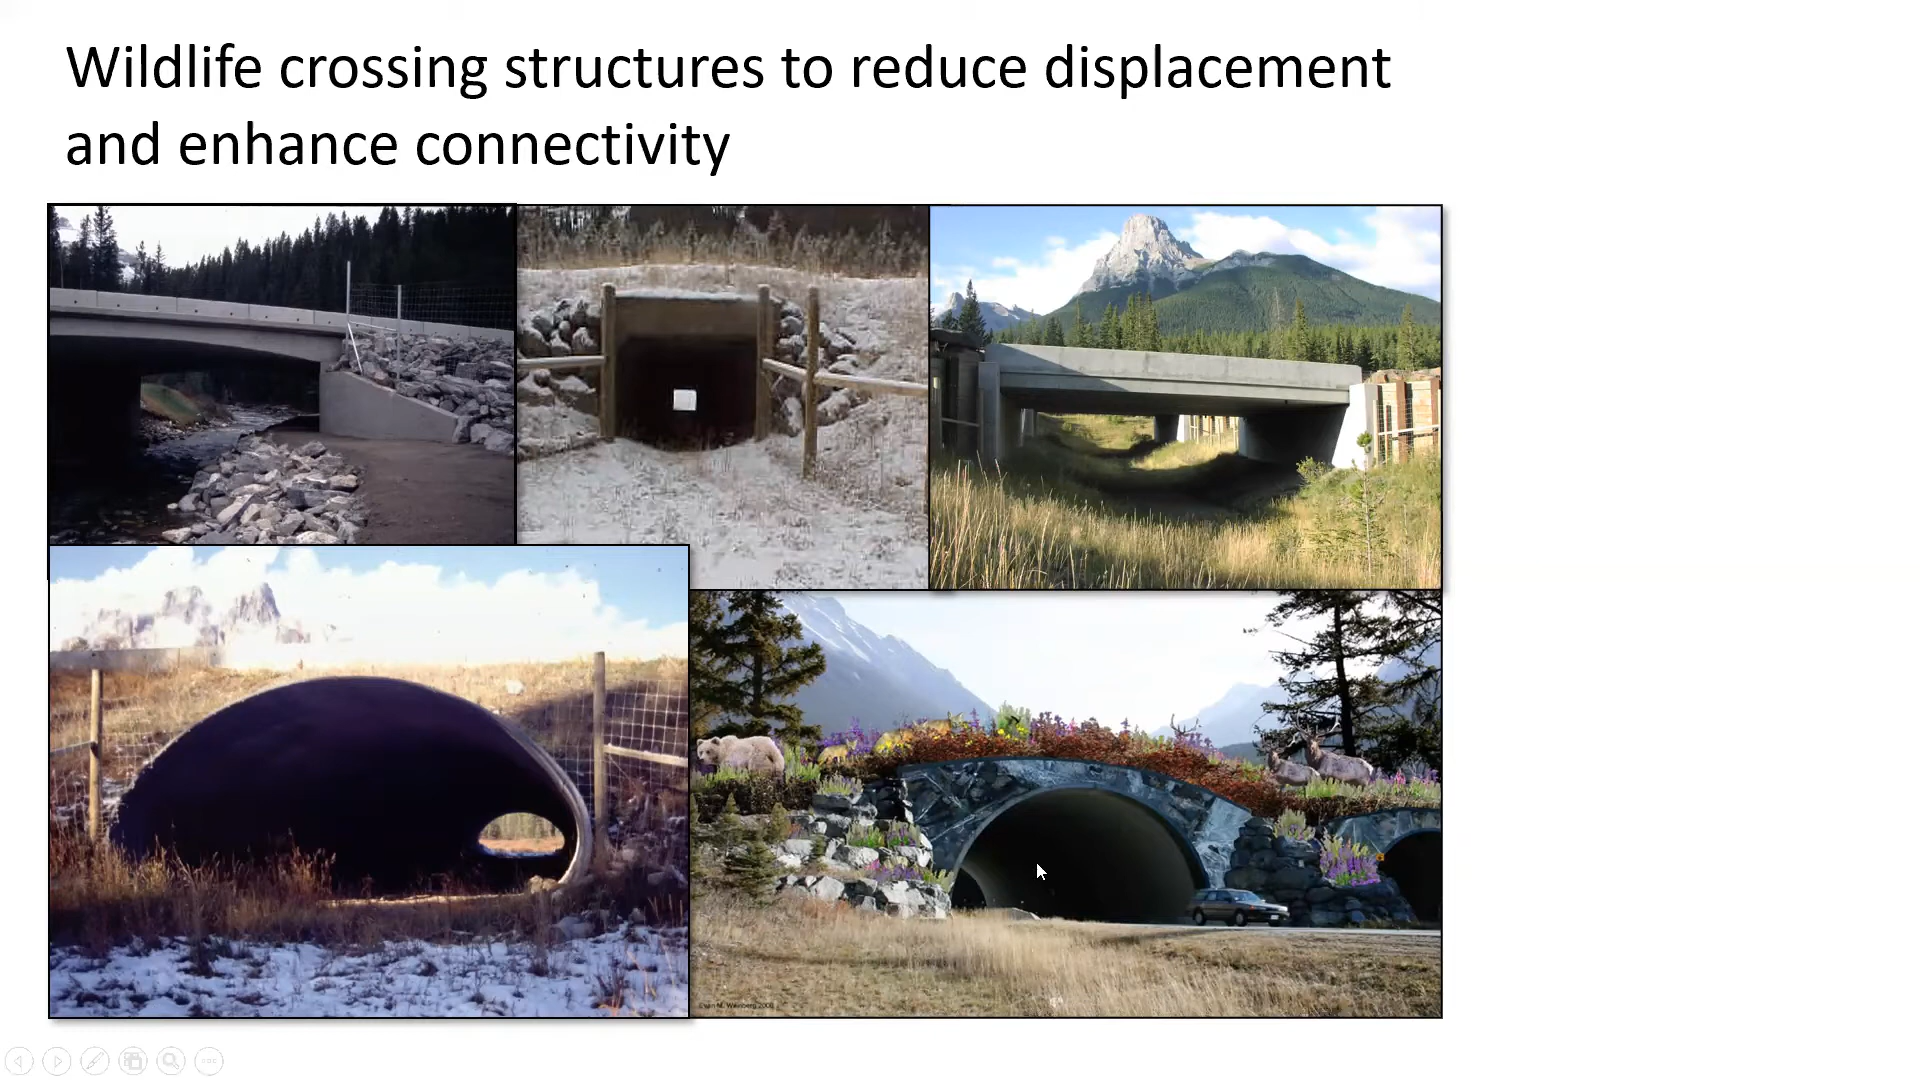 Wildlife crossing structures to reduce displacement
and enhance connectivity